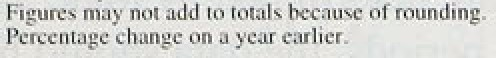 Figures may not add to totals because of rounding.
Percentage change on a year earlier.